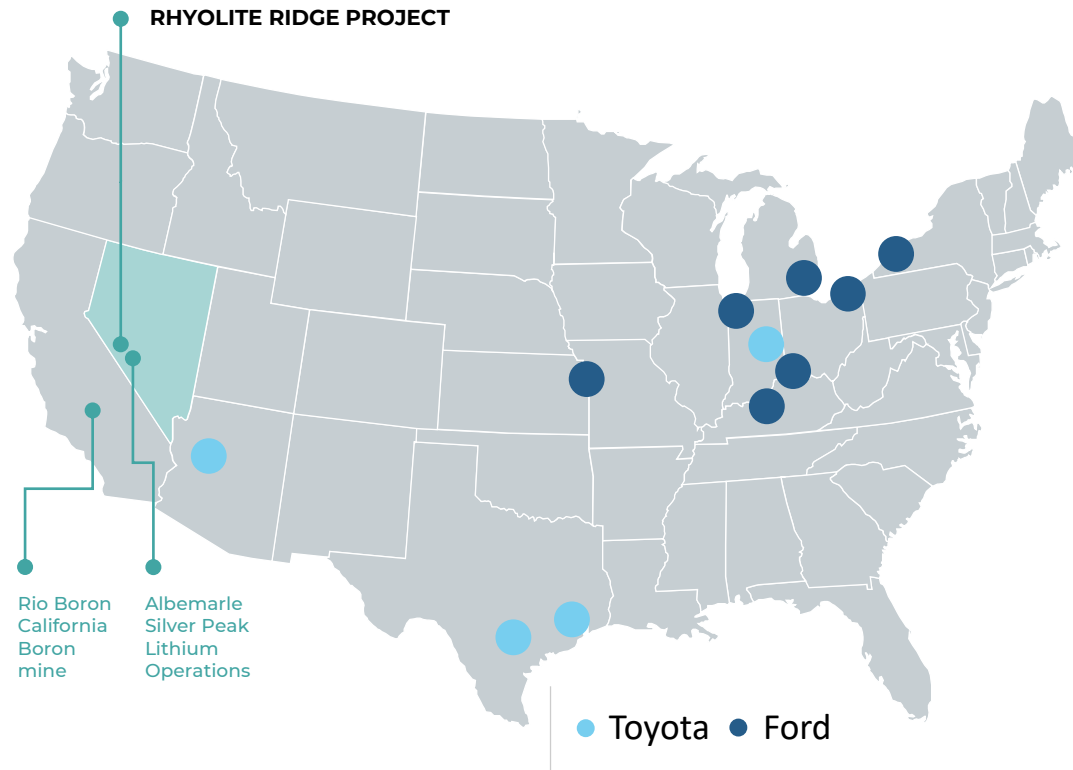 RHYOLITE RIDGE PROJECT
Rio Boron
California
Boron
mine
Albemarle
Silver Peak
Lithium
Operations
Toyota
Ford